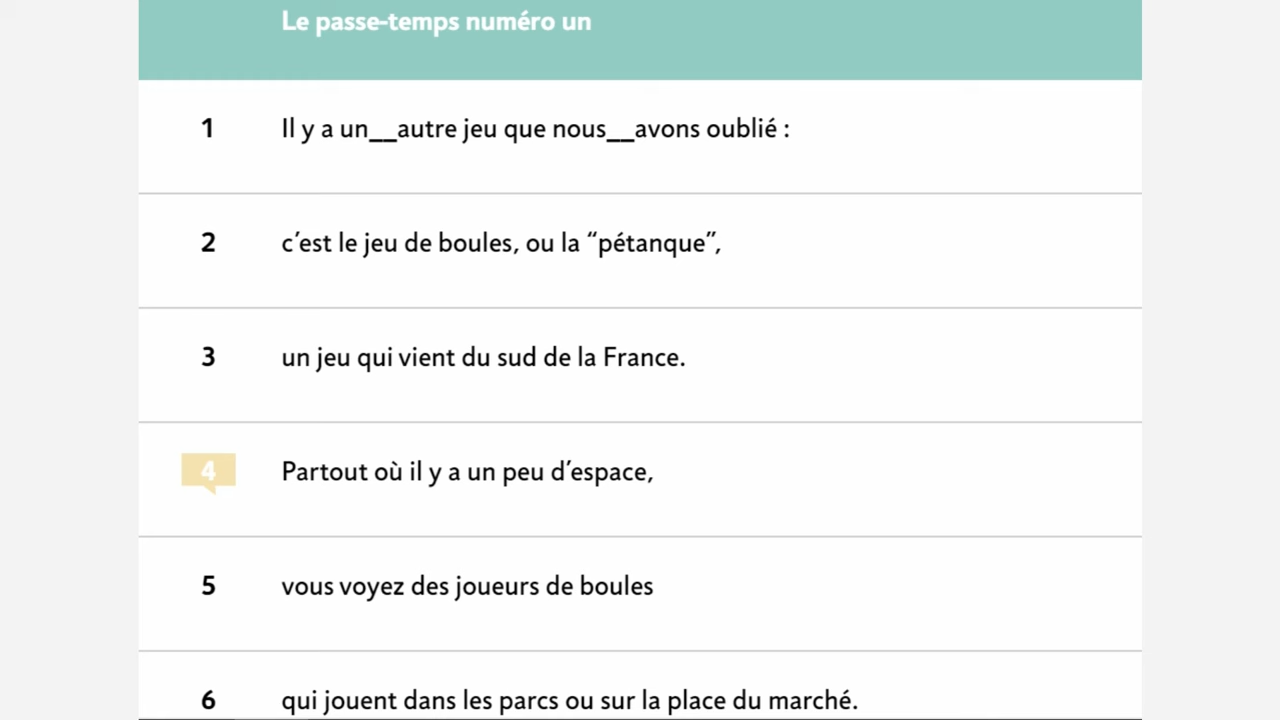 Le passe-temps numéro un
1 Il y a un__autre jeu que nous__avons oublié :
2 c’est le jeu de boules, ou la “pétanque”,
3 un jeu qui vient du sud de la France.
4 Partout où il y a un peu d’espace,
5 vous voyez des joueurs de boules
6 qui jouent dans les parcs ou sur la place du marché.